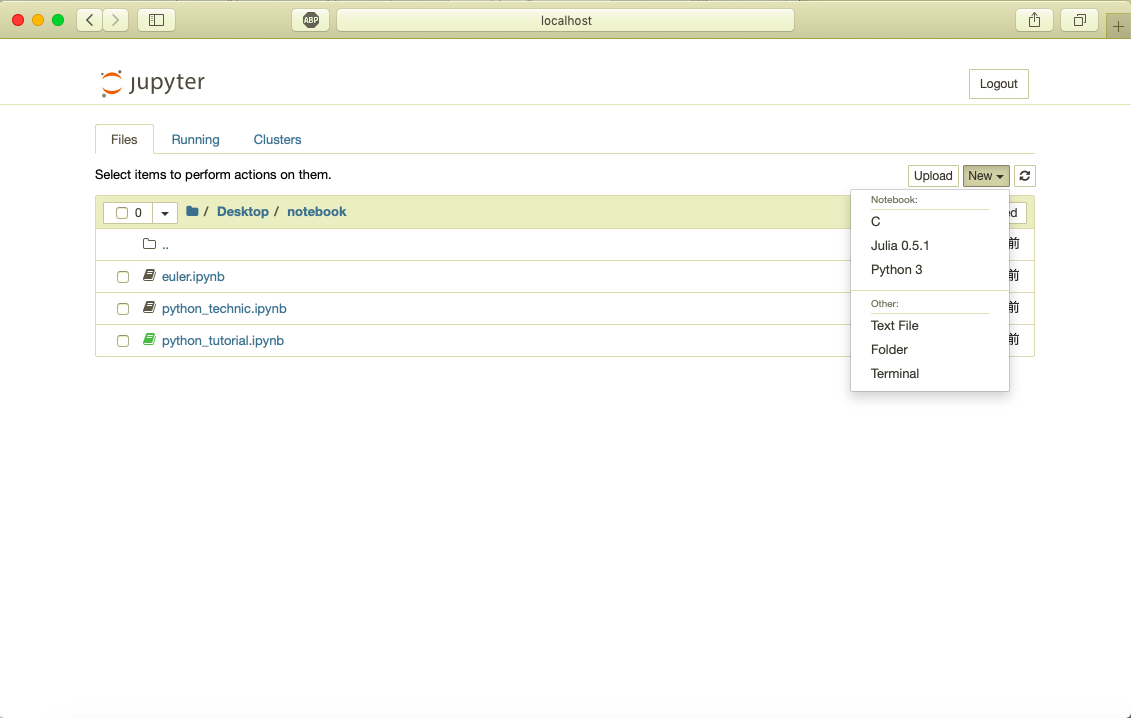 ABP
localhost
jupyter
Logout
Files Running Clusters
Select items to perform actions on them.
Upload New
0 / Desktop / notebook
..
前
euler.ipynb
前
python_technic.ipynb
前
python_tutorial.ipynb
前
Notebook:
C
Julia 0.5.1
Python 3
Other:
Text File
Folder
Terminal